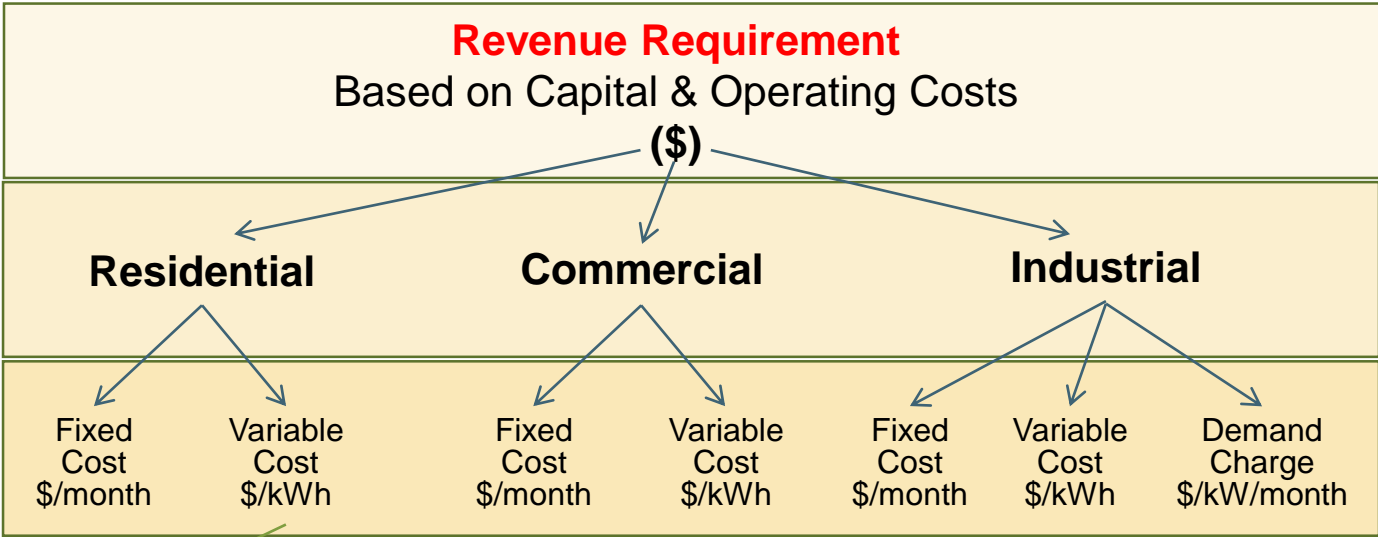 Revenue Requirement
Based on Capital & Operating Costs
($)
Residential
Commercial
Industrial
Fixed
Cost
$/month
Variable
Cost
$/kWh
Fixed
Cost
$/month
Variable
Cost
$/kWh
Fixed
Cost
$/month
Variable
Cost
$/kWh
Demand
Charge
$/kW/month